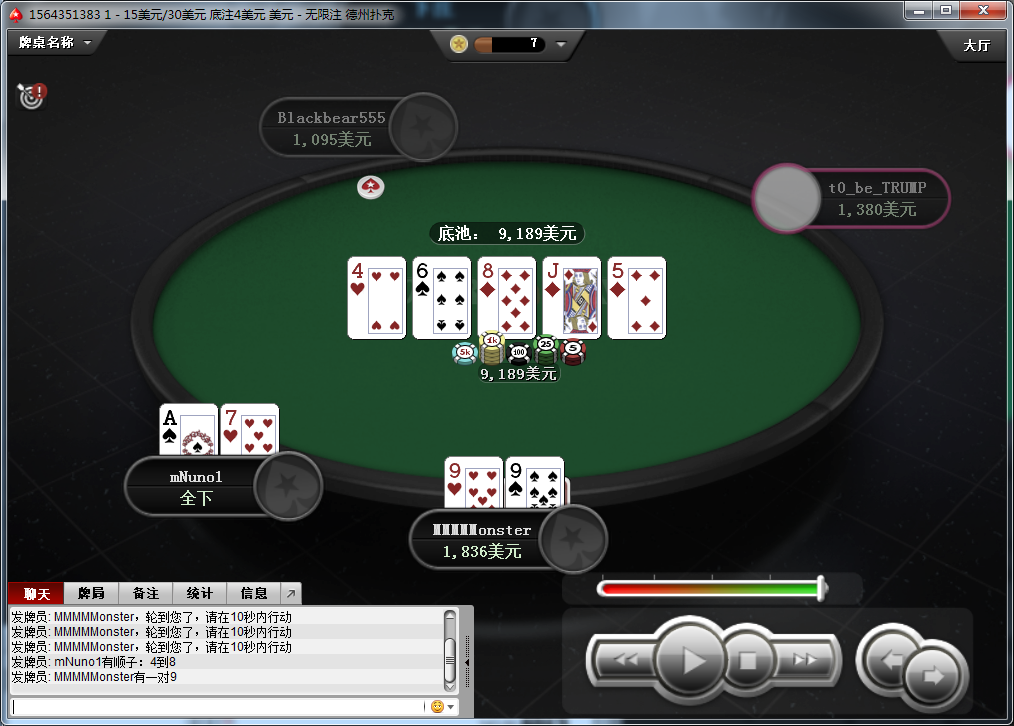 1564351383 1 - 15美元/30美元 底注4美元 美元 - 无限注 德州扑克
牌桌名称
7
大厅
!
Blackbear555
1,095美元
t0_be_TRUMP
1,380美元
底池: 9,189美元
4 6 8 J 5
5k 1k 100 25 5
9,189美元
A 7
mNuno1
全下
9 9
MMMMMonster
1,836美元
聊天 牌局 备注 统计 信息
发牌员: MMMMMonster，轮到您了，请在10秒内行动
发牌员: MMMMMonster，轮到您了，请在10秒内行动
发牌员: MMMMMonster，轮到您了，请在10秒内行动
发牌员: mNuno1有顺子：4到8
发牌员: MMMMMonster有一对9